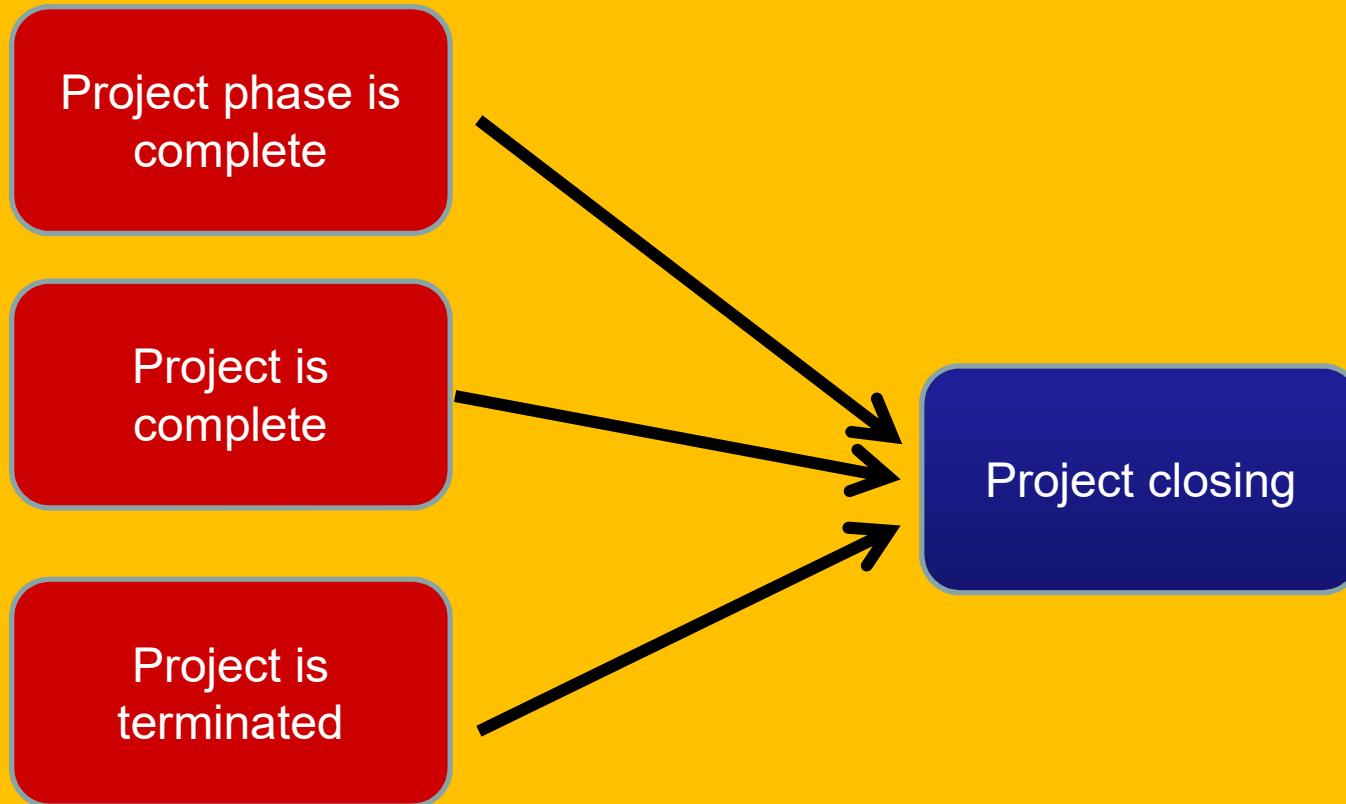 Project phase is
complete
Project is
complete
Project closing
Project is
terminated